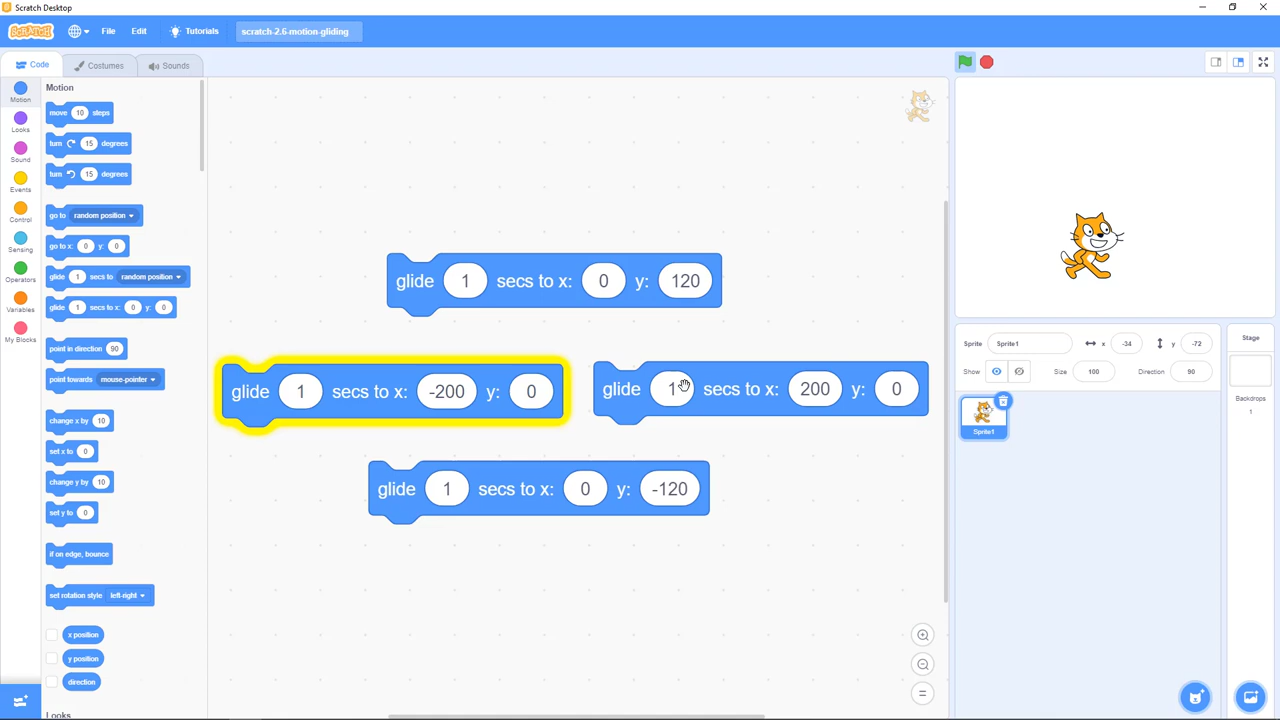 Scratch Desktop
SCRATCH File Edit Tutorials scratch-2.6-motion-gliding
Code Costumes Sounds
Motion
Looks
Sound
Events
Control
Sensing
Operators
Variables
My Blocks
Motion
move 10 steps
turn 15 degrees
turn 15 degrees
go to random position
go to x: 0 y: 0
glide 1 secs to random position
glide 1 secs to x: 0 y: 0
point in direction 90
point towards mouse-pointer
change x by 10
set x to 0
change y by 10
set y to 0
if on edge, bounce
set rotation style left-right
x position
y position
direction
Looks
glide 1 secs to x: 0 y: 120
glide 1 secs to x: -200 y: 0
glide 1 secs to x: 200 y: 0
glide 1 secs to x: 0 y: -120
Sprite Sprite1 x -34 y -72
Show Size 100 Direction 90
Sprite1
Stage
Backdrops
1